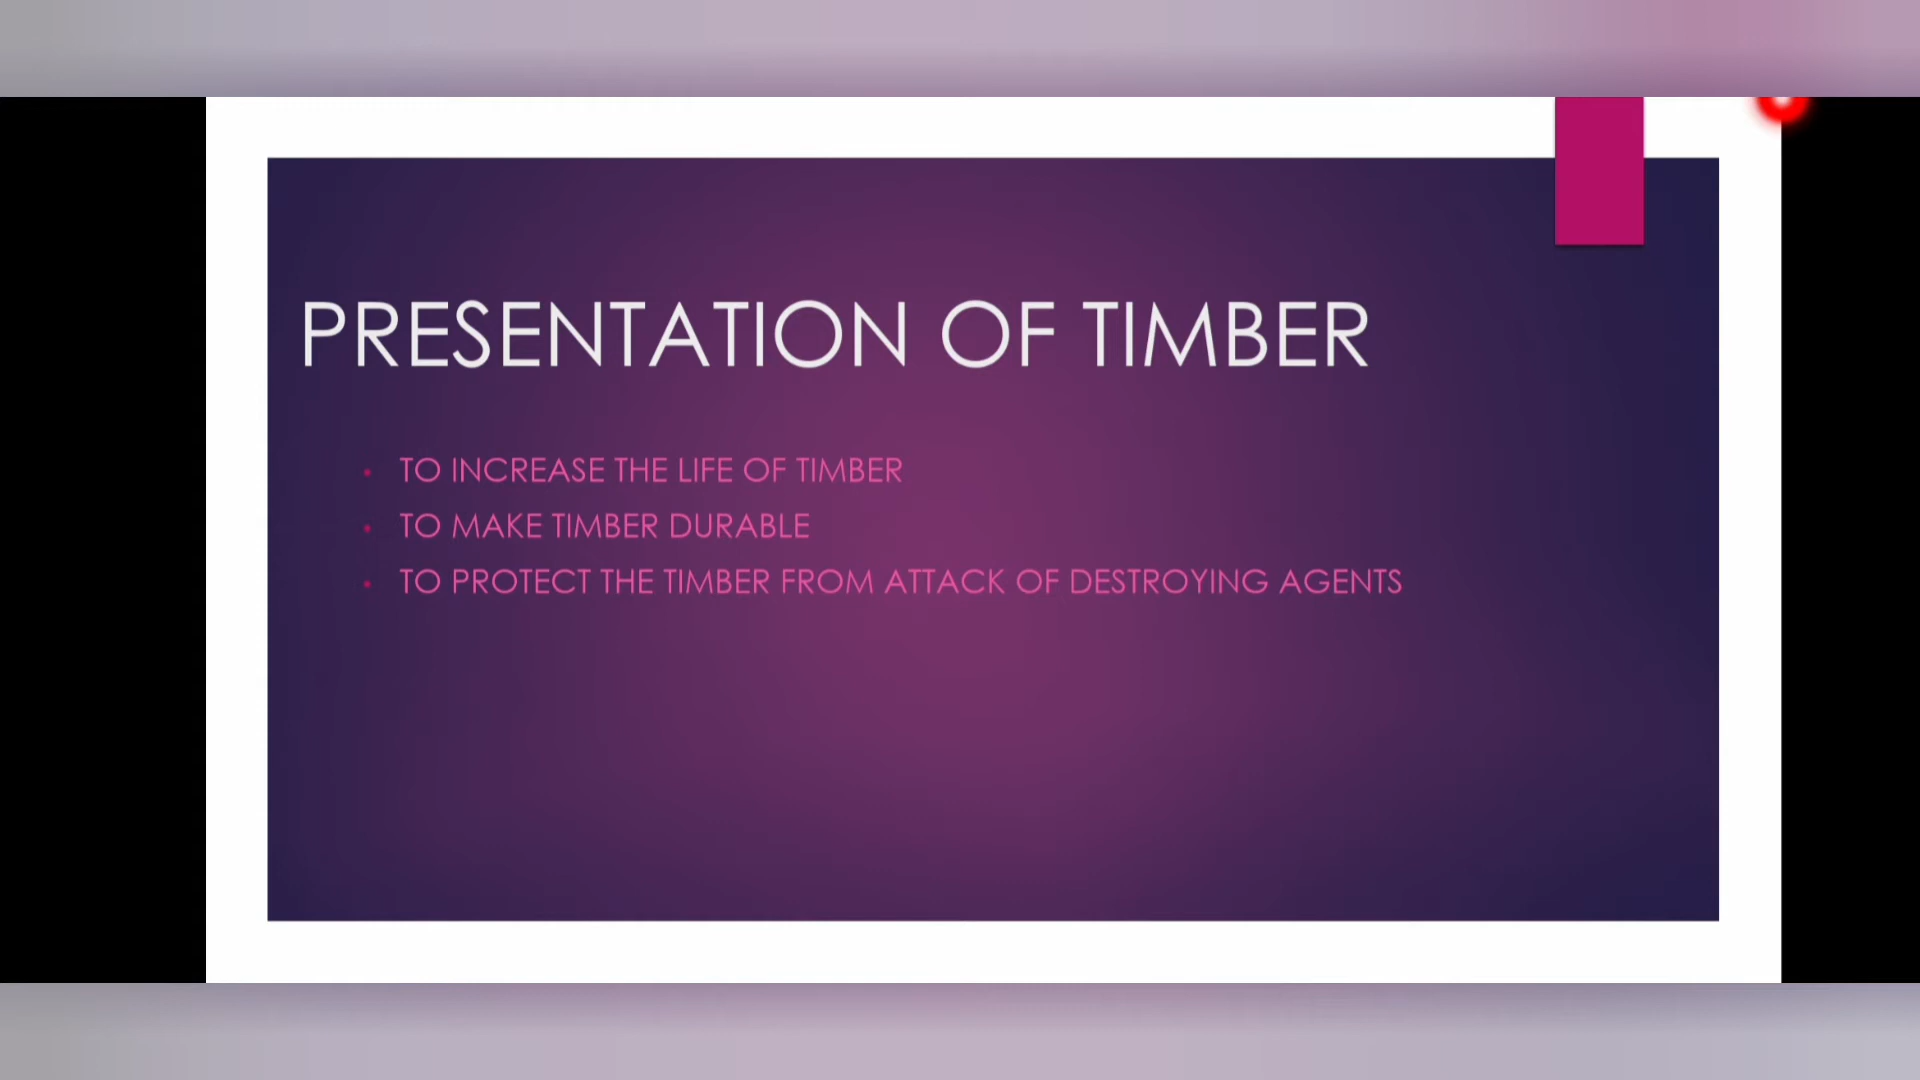 PRESENTATION OF TIMBER
• TO INCREASE THE LIFE OF TIMBER
• TO MAKE TIMBER DURABLE
• TO PROTECT THE TIMBER FROM ATTACK OF DESTROYING AGENTS